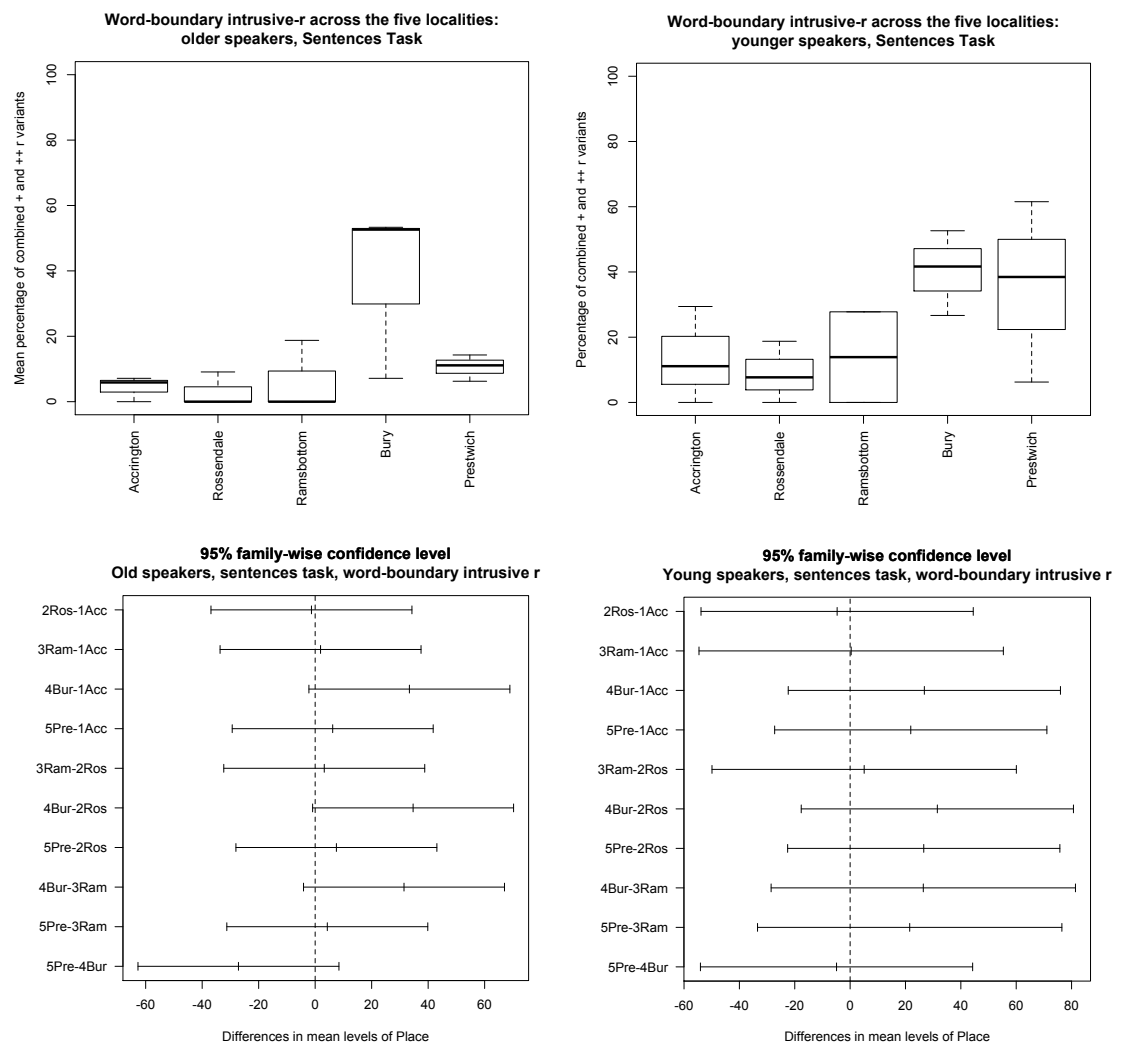 Word-boundary intrusive-r across the five localities:
older speakers, Sentences Task
Mean percentage of combined + and ++ r variants
100
80
60
40
20
0
Accrington
Rossendale
Ramsbottom
Bury
Prestwich
Word-boundary intrusive-r across the five localities:
younger speakers, Sentences Task
Percentage of combined + and ++ r variants
100
80
60
40
20
0
Accrington
Rossendale
Ramsbottom
Bury
Prestwich
95% family-wise confidence level
Old speakers, sentences task, word-boundary intrusive r
2Ros-1Acc
3Ram-1Acc
4Bur-1Acc
5Pre-1Acc
3Ram-2Ros
4Bur-2Ros
5Pre-2Ros
4Bur-3Ram
5Pre-3Ram
5Pre-4Bur
-60 -40 -20 0 20 40 60
Differences in mean levels of Place
95% family-wise confidence level
Young speakers, sentences task, word-boundary intrusive r
2Ros-1Acc
3Ram-1Acc
4Bur-1Acc
5Pre-1Acc
3Ram-2Ros
4Bur-2Ros
5Pre-2Ros
4Bur-3Ram
5Pre-3Ram
5Pre-4Bur
-60 -40 -20 0 20 40 60 80
Differences in mean levels of Place